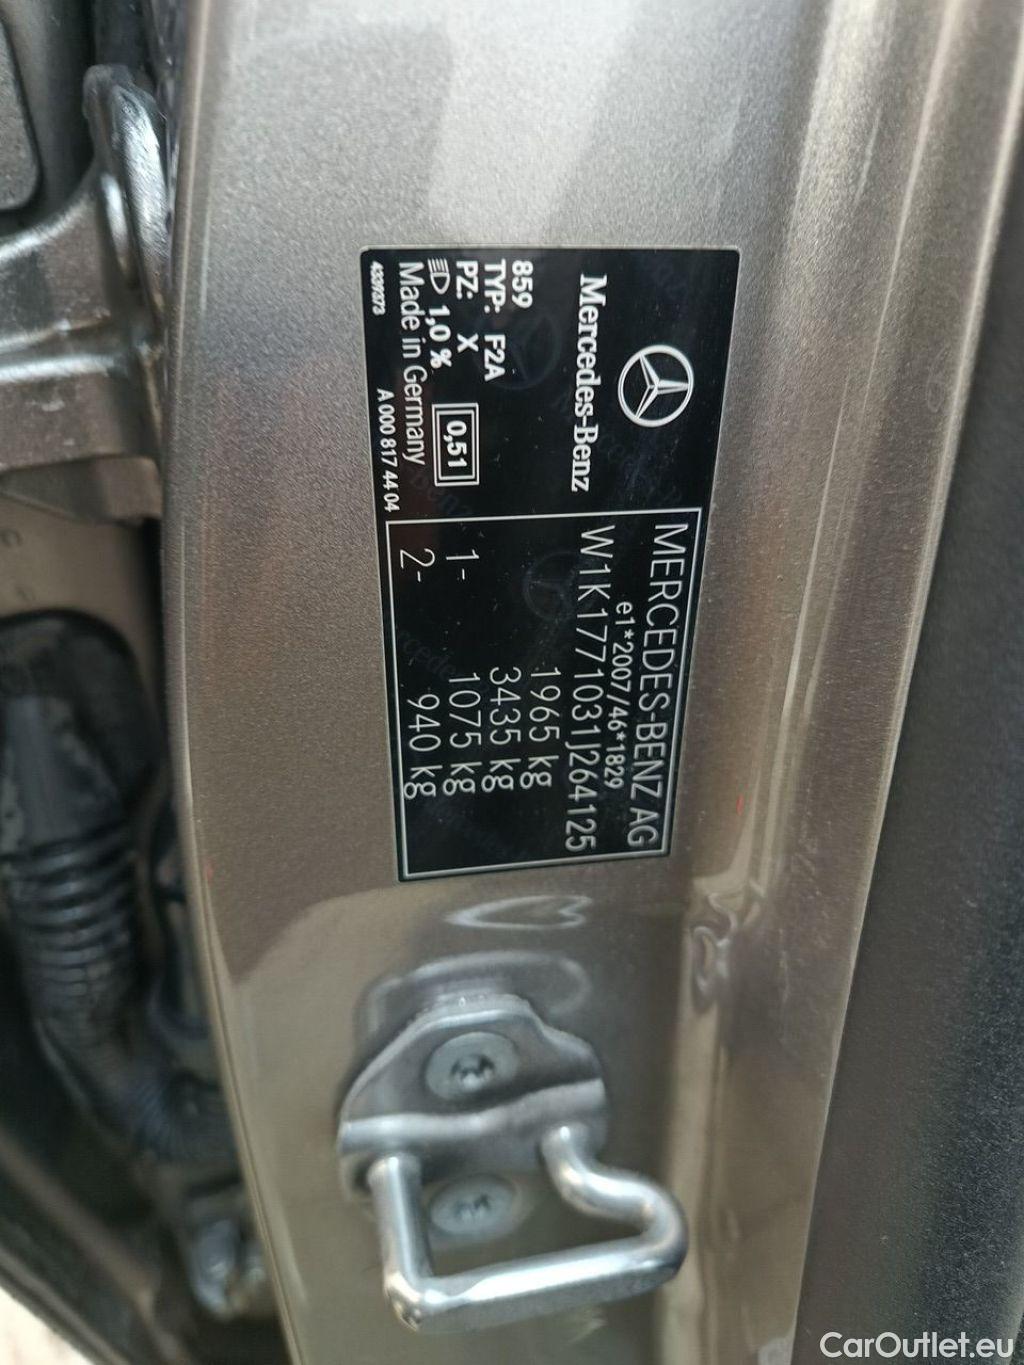 Mercedes-Benz
859
TYP: F2A
PZ: X
1,0 %
0,51
Made in Germany
4339373
A 000 817 44 04
MERCEDES-BENZ AG
e1*2007/46*1829
W1K1771031J264125
1965 kg
3435 kg
1- 1075 kg
2- 940 kg
CarOutlet.eu